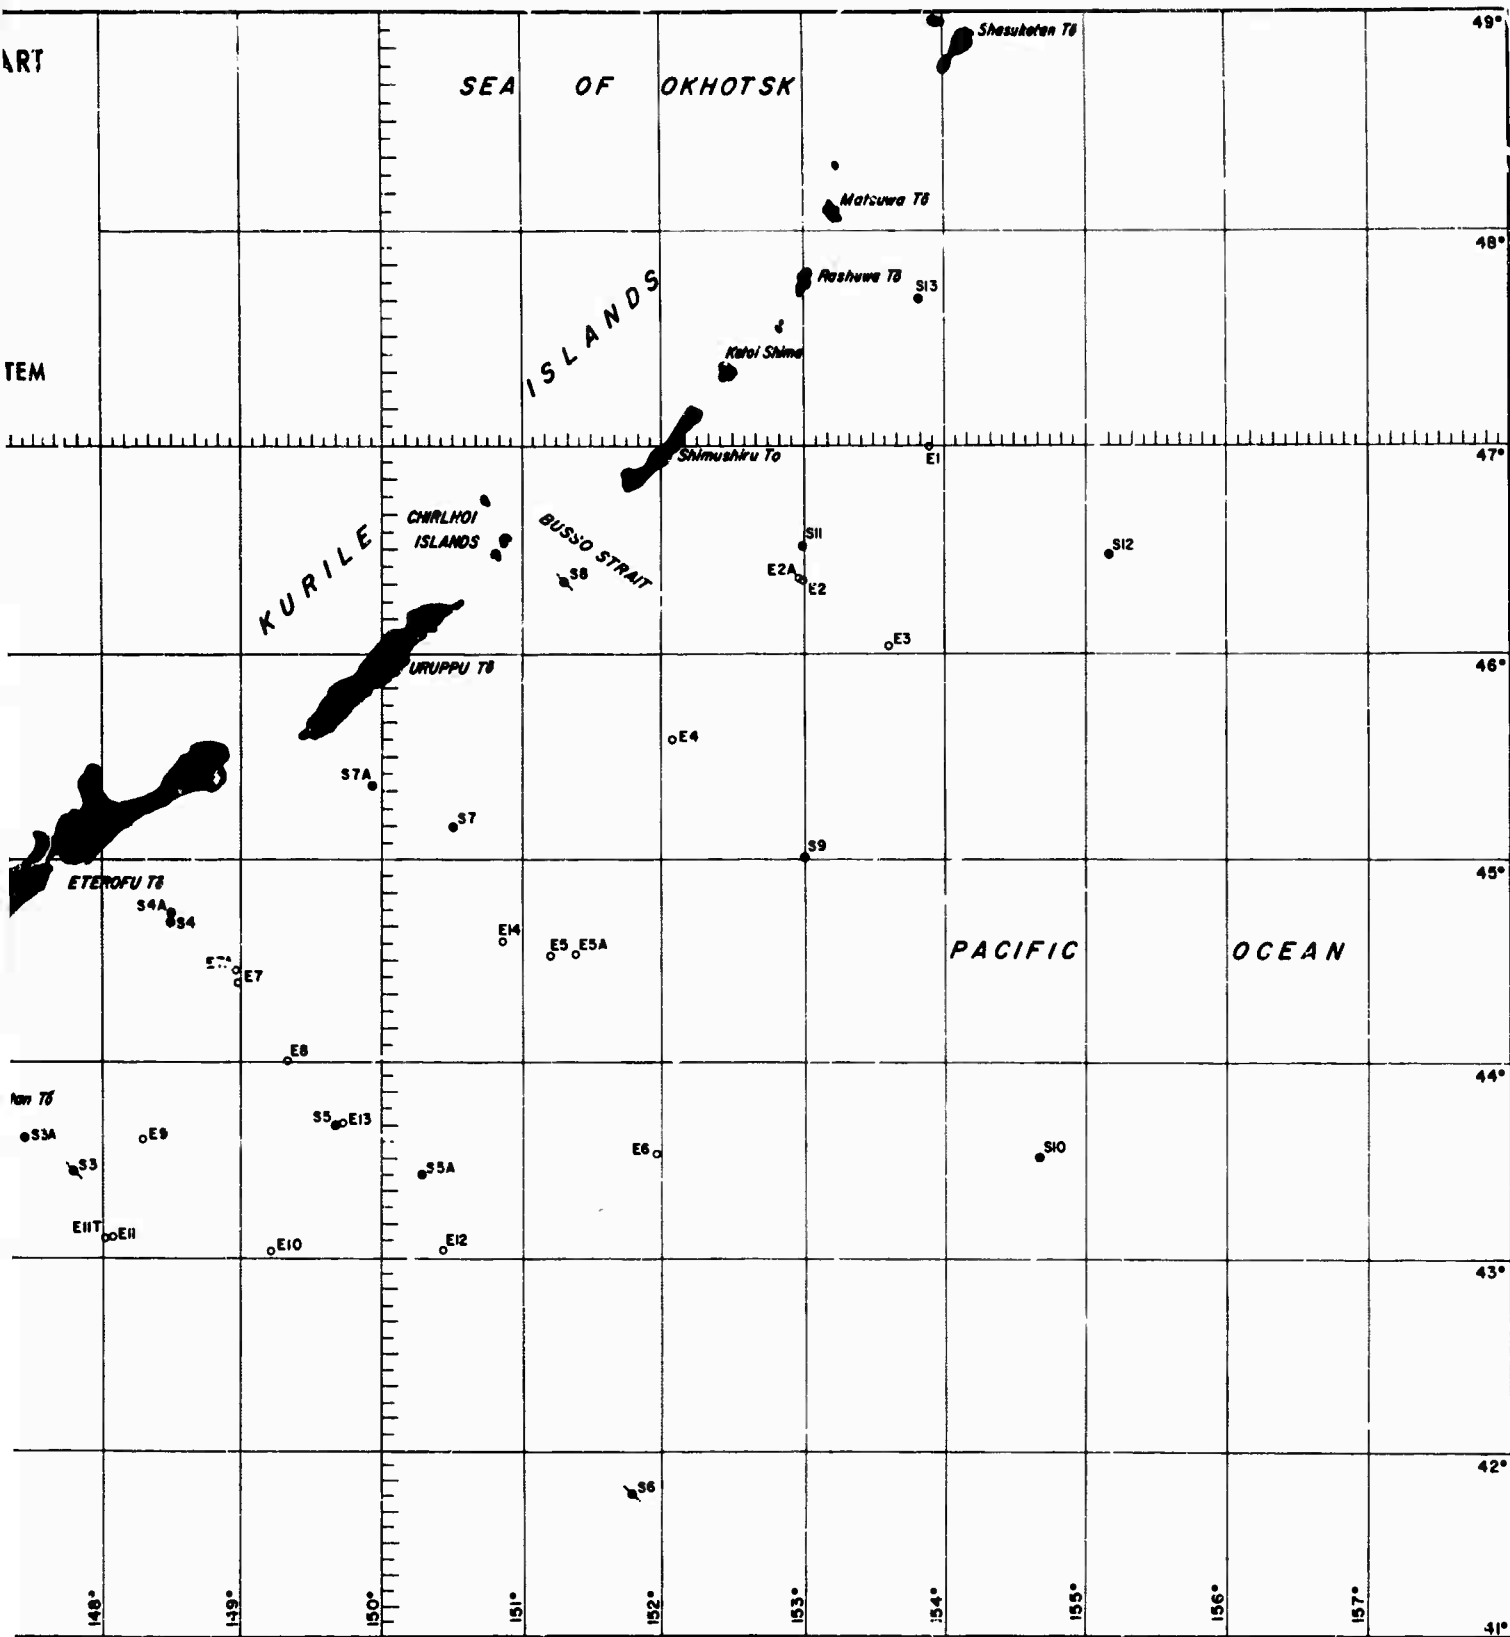 49°
Shasukotan Tō
ART
SEA OF OKHOTSK
Matsuwa Tō
48°
Rashuwa Tō
S13
ISLANDS
Ketoi Shima
TEM
47°
Shimushiru To
E1
CHIRLHOI
ISLANDS
BUSSO STRAIT
KURILE
S11
S12
E2A
E2
S8
E3
46°
URUPPU Tō
E4
S7A
S7
S9
45°
ETEROFU Tō
S4A
S4
E14
E5
E5A
PACIFIC OCEAN
E7
E8
44°
tan Tō
S5
E13
S3A
E9
E6
S10
S3
S5A
E11T
E11
E10
E12
43°
42°
S6
148°
149°
150°
151°
152°
153°
154°
155°
156°
157°
41°